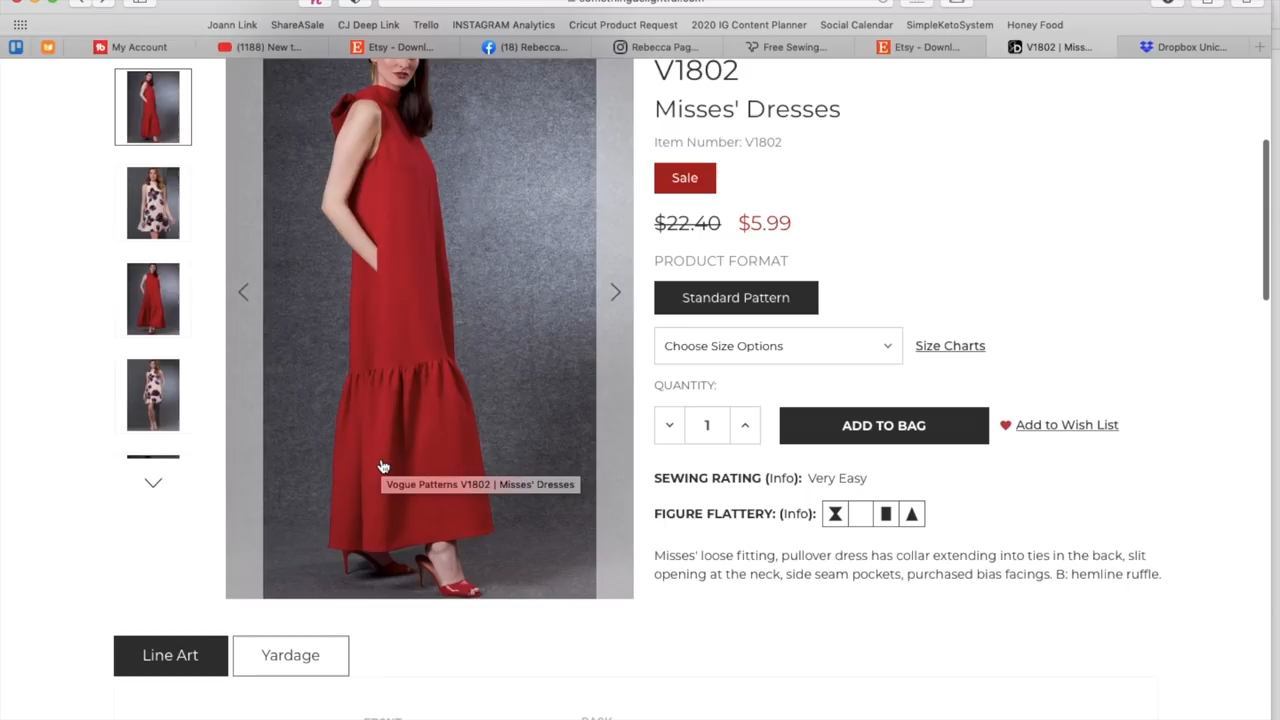 Joann Link ShareASale CJ Deep Link Trello INSTAGRAM Analytics Cricut Product Request 2020 IG Content Planner Social Calendar SimpleKetoSystem Honey Food
My Account (1188) New t... Etsy - Downl... (18) Rebecca... Rebecca Pag... Free Sewing... Etsy - Downl... V1802 | Miss... Dropbox Unic...
V1802
Misses' Dresses
Item Number: V1802
Sale
$22.40 $5.99
PRODUCT FORMAT
Standard Pattern
Choose Size Options Size Charts
QUANTITY:
1 ADD TO BAG Add to Wish List
SEWING RATING (Info): Very Easy
Vogue Patterns V1802 | Misses' Dresses
FIGURE FLATTERY: (Info):
Misses' loose fitting, pullover dress has collar extending into ties in the back, slit
opening at the neck, side seam pockets, purchased bias facings. B: hemline ruffle.
Line Art Yardage